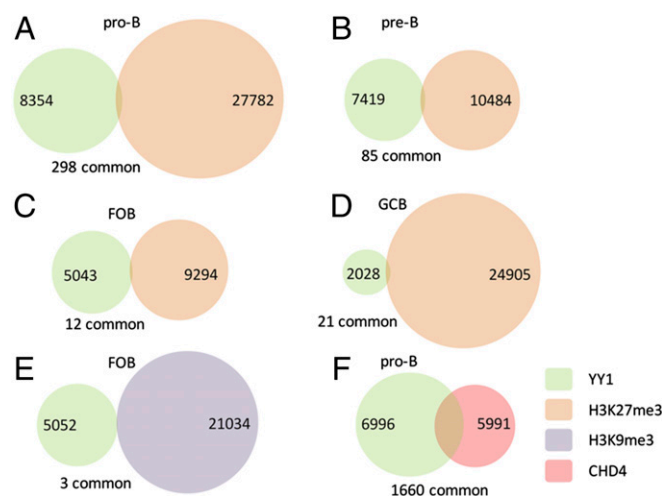 A
pro-B
8354
27782
298 common
B
pre-B
7419
10484
85 common
C
FOB
5043
9294
12 common
D
GCB
2028
24905
21 common
E
FOB
5052
21034
3 common
F
pro-B
6996
5991
1660 common
YY1
H3K27me3
H3K9me3
CHD4